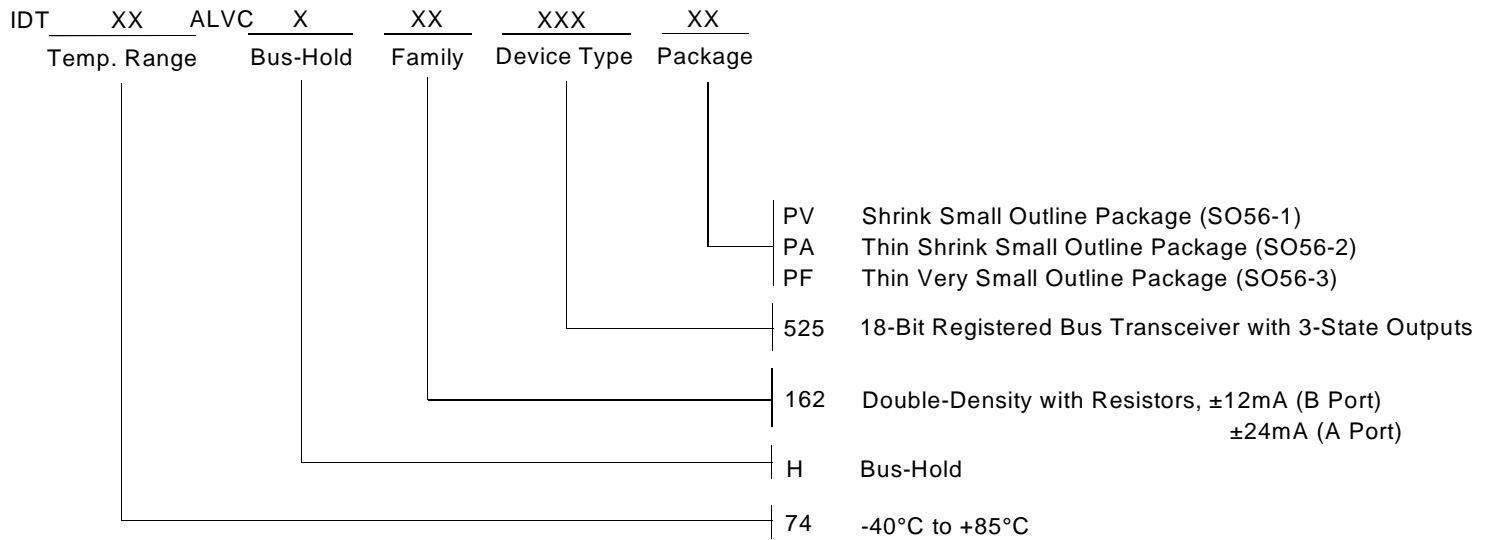 IDT XX ALVC X XX XXX XX
Temp. Range Bus-Hold Family Device Type Package
PV Shrink Small Outline Package (SO56-1)
PA Thin Shrink Small Outline Package (SO56-2)
PF Thin Very Small Outline Package (SO56-3)
525 18-Bit Registered Bus Transceiver with 3-State Outputs
162 Double-Density with Resistors, ±12mA (B Port)
±24mA (A Port)
H Bus-Hold
74 -40°C to +85°C